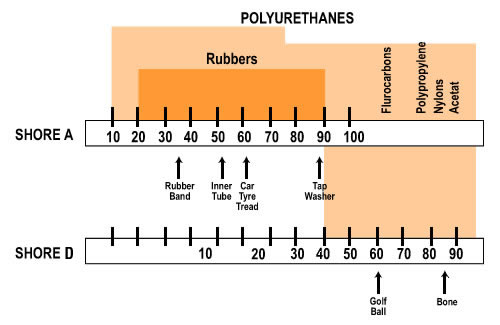 POLYURETHANES
Rubbers
Flurocarbons
Polypropylene
Nylons
Acetat
SHORE A
10 20 30 40 50 60 70 80 90 100
Rubber
Band
Inner
Tube
Car
Tyre
Tread
Tap
Washer
SHORE D
10 20 30 40 50 60 70 80 90
Golf
Ball
Bone